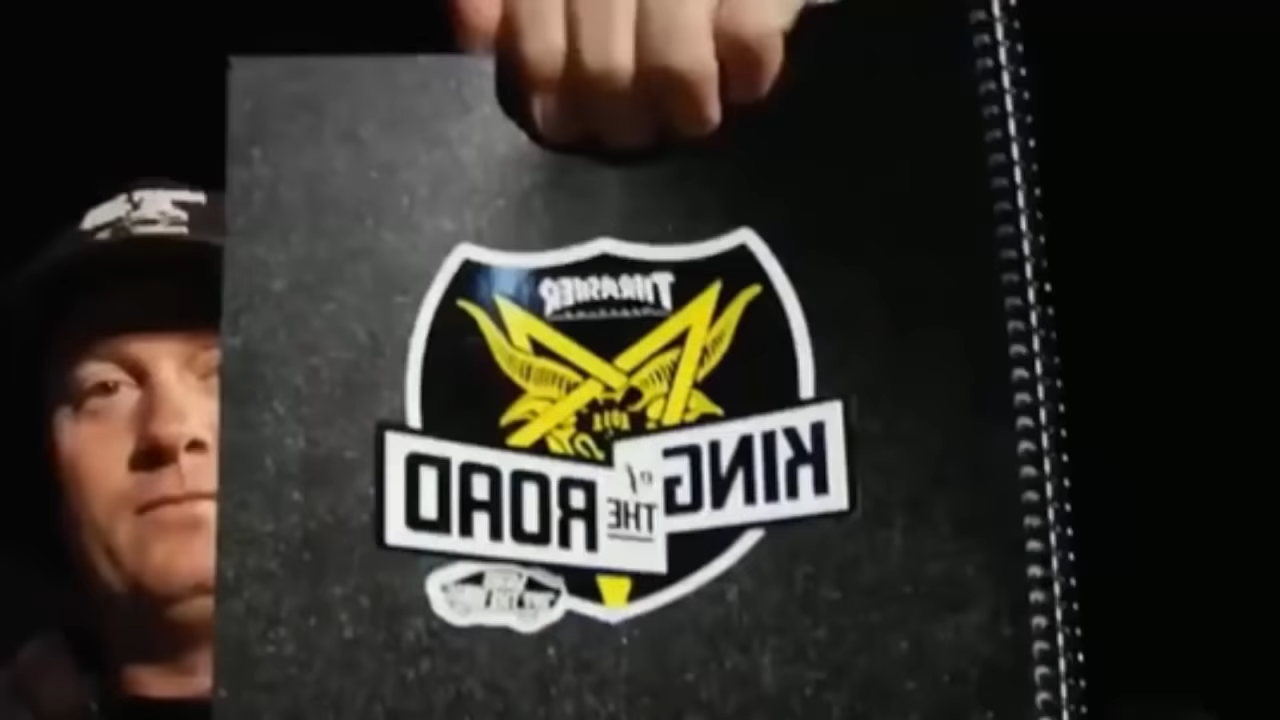 THRASHER
KING
of
THE
ROAD